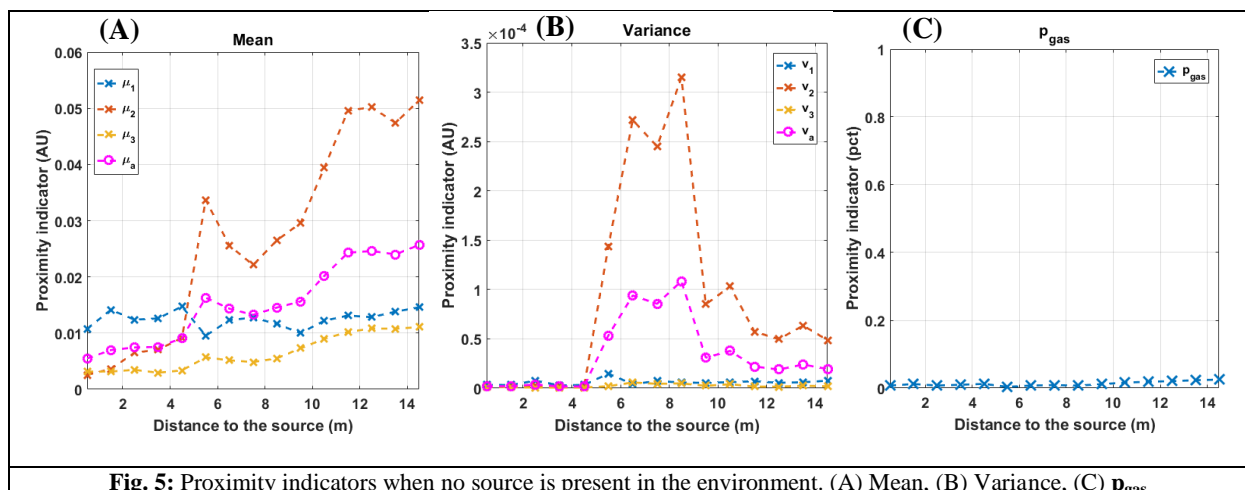 (A)
Mean
0.06
0.05
0.04
0.03
0.02
0.01
0
Proximity indicator (AU)
μ1
μ2
μ3
μa
2 4 6 8 10 12 14
Distance to the source (m)
(B)
Variance
×10-4
3.5
3
2.5
2
1.5
1
0.5
0
Proximity indicator (AU)
v1
v2
v3
va
2 4 6 8 10 12 14
Distance to the source (m)
(C)
pgas
1
0.8
0.6
0.4
0.2
0
Proximity indicator (pct)
pgas
2 4 6 8 10 12 14
Distance to the source (m)
Fig. 5: Proximity indicators when no source is present in the environment. (A) Mean, (B) Variance, (C) pgas